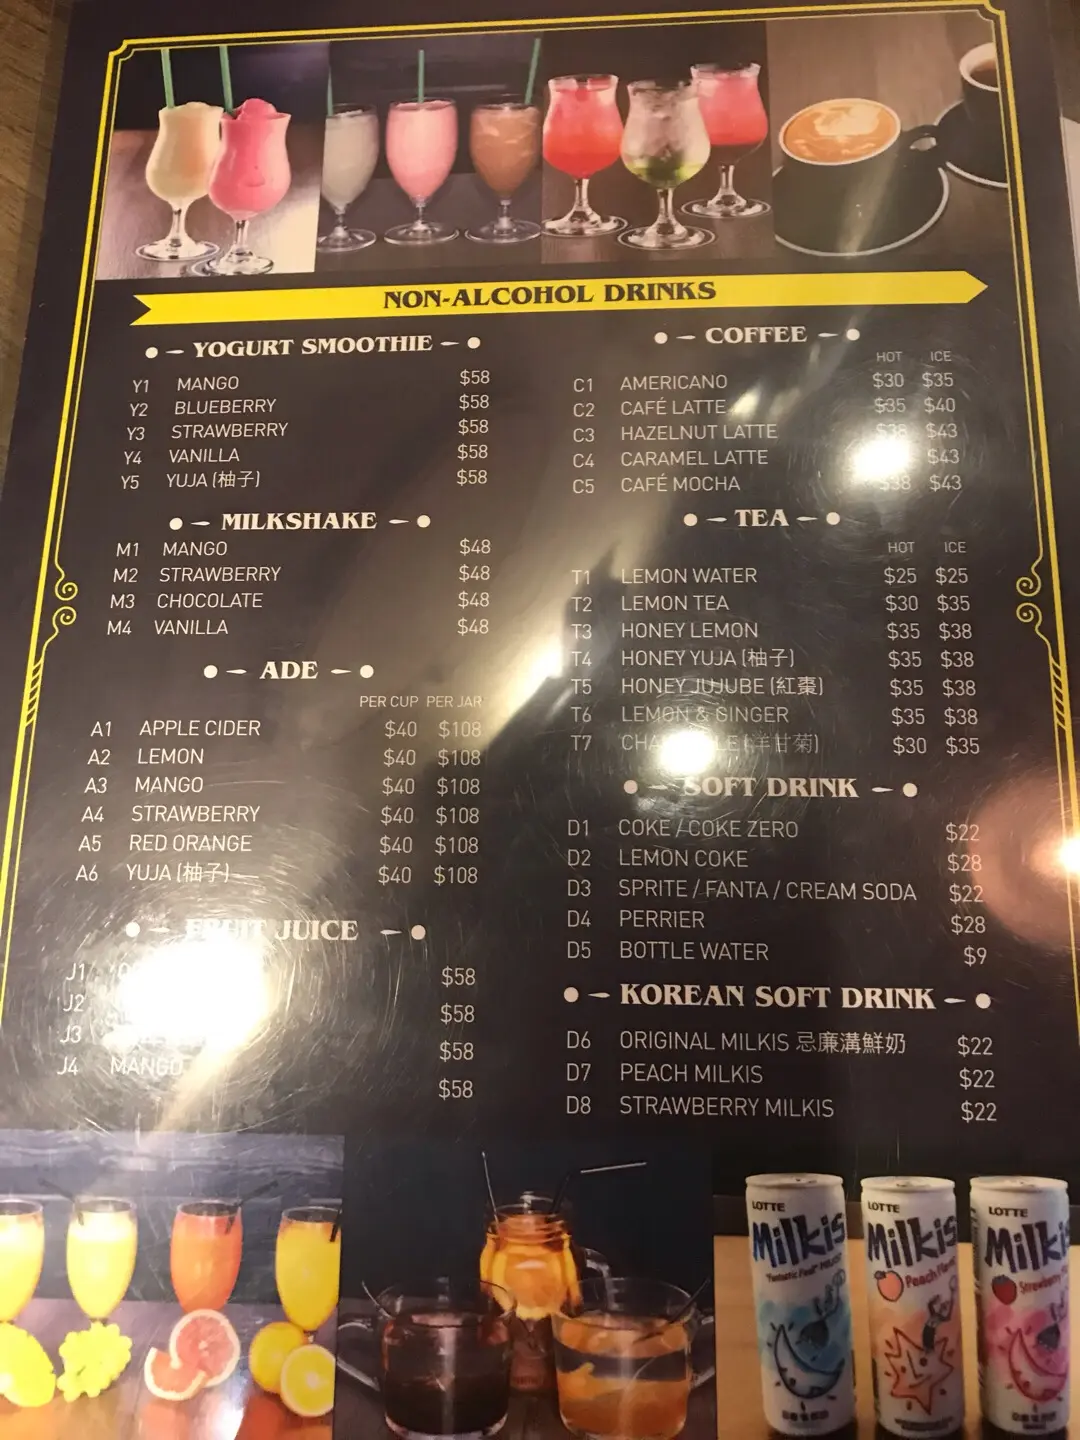 NON-ALCOHOL DRINKS
YOGURT SMOOTHIE
Y1 MANGO $58
Y2 BLUEBERRY $58
Y3 STRAWBERRY $58
Y4 VANILLA $58
Y5 YUJA (柚子) $58
MILKSHAKE
M1 MANGO $48
M2 STRAWBERRY $48
M3 CHOCOLATE $48
M4 VANILLA $48
ADE
PER CUP PER JAR
A1 APPLE CIDER $40 $108
A2 LEMON $40 $108
A3 MANGO $40 $108
A4 STRAWBERRY $40 $108
A5 RED ORANGE $40 $108
A6 YUJA (柚子) $40 $108
FRUIT JUICE
J1 $58
J2 $58
J3 $58
J4 MANGO $58
COFFEE
HOT ICE
C1 AMERICANO $30 $35
C2 CAFÉ LATTE $35 $40
C3 HAZELNUT LATTE $38 $43
C4 CARAMEL LATTE $43
C5 CAFÉ MOCHA $38 $43
TEA
HOT ICE
T1 LEMON WATER $25 $25
T2 LEMON TEA $30 $35
T3 HONEY LEMON $35 $38
T4 HONEY YUJA (柚子) $35 $38
T5 HONEY JUJUBE (紅棗) $35 $38
T6 LEMON & GINGER $35 $38
T7 (洋甘菊) $30 $35
SOFT DRINK
D1 COKE / COKE ZERO $22
D2 LEMON COKE $28
D3 SPRITE / FANTA / CREAM SODA $22
D4 PERRIER $28
D5 BOTTLE WATER $9
KOREAN SOFT DRINK
D6 ORIGINAL MILKIS 忌廉溝鮮奶 $22
D7 PEACH MILKIS $22
D8 STRAWBERRY MILKIS $22
LOTTE
Milkis
LOTTE
Milkis
Peach
LOTTE
Milkis
Strawberry